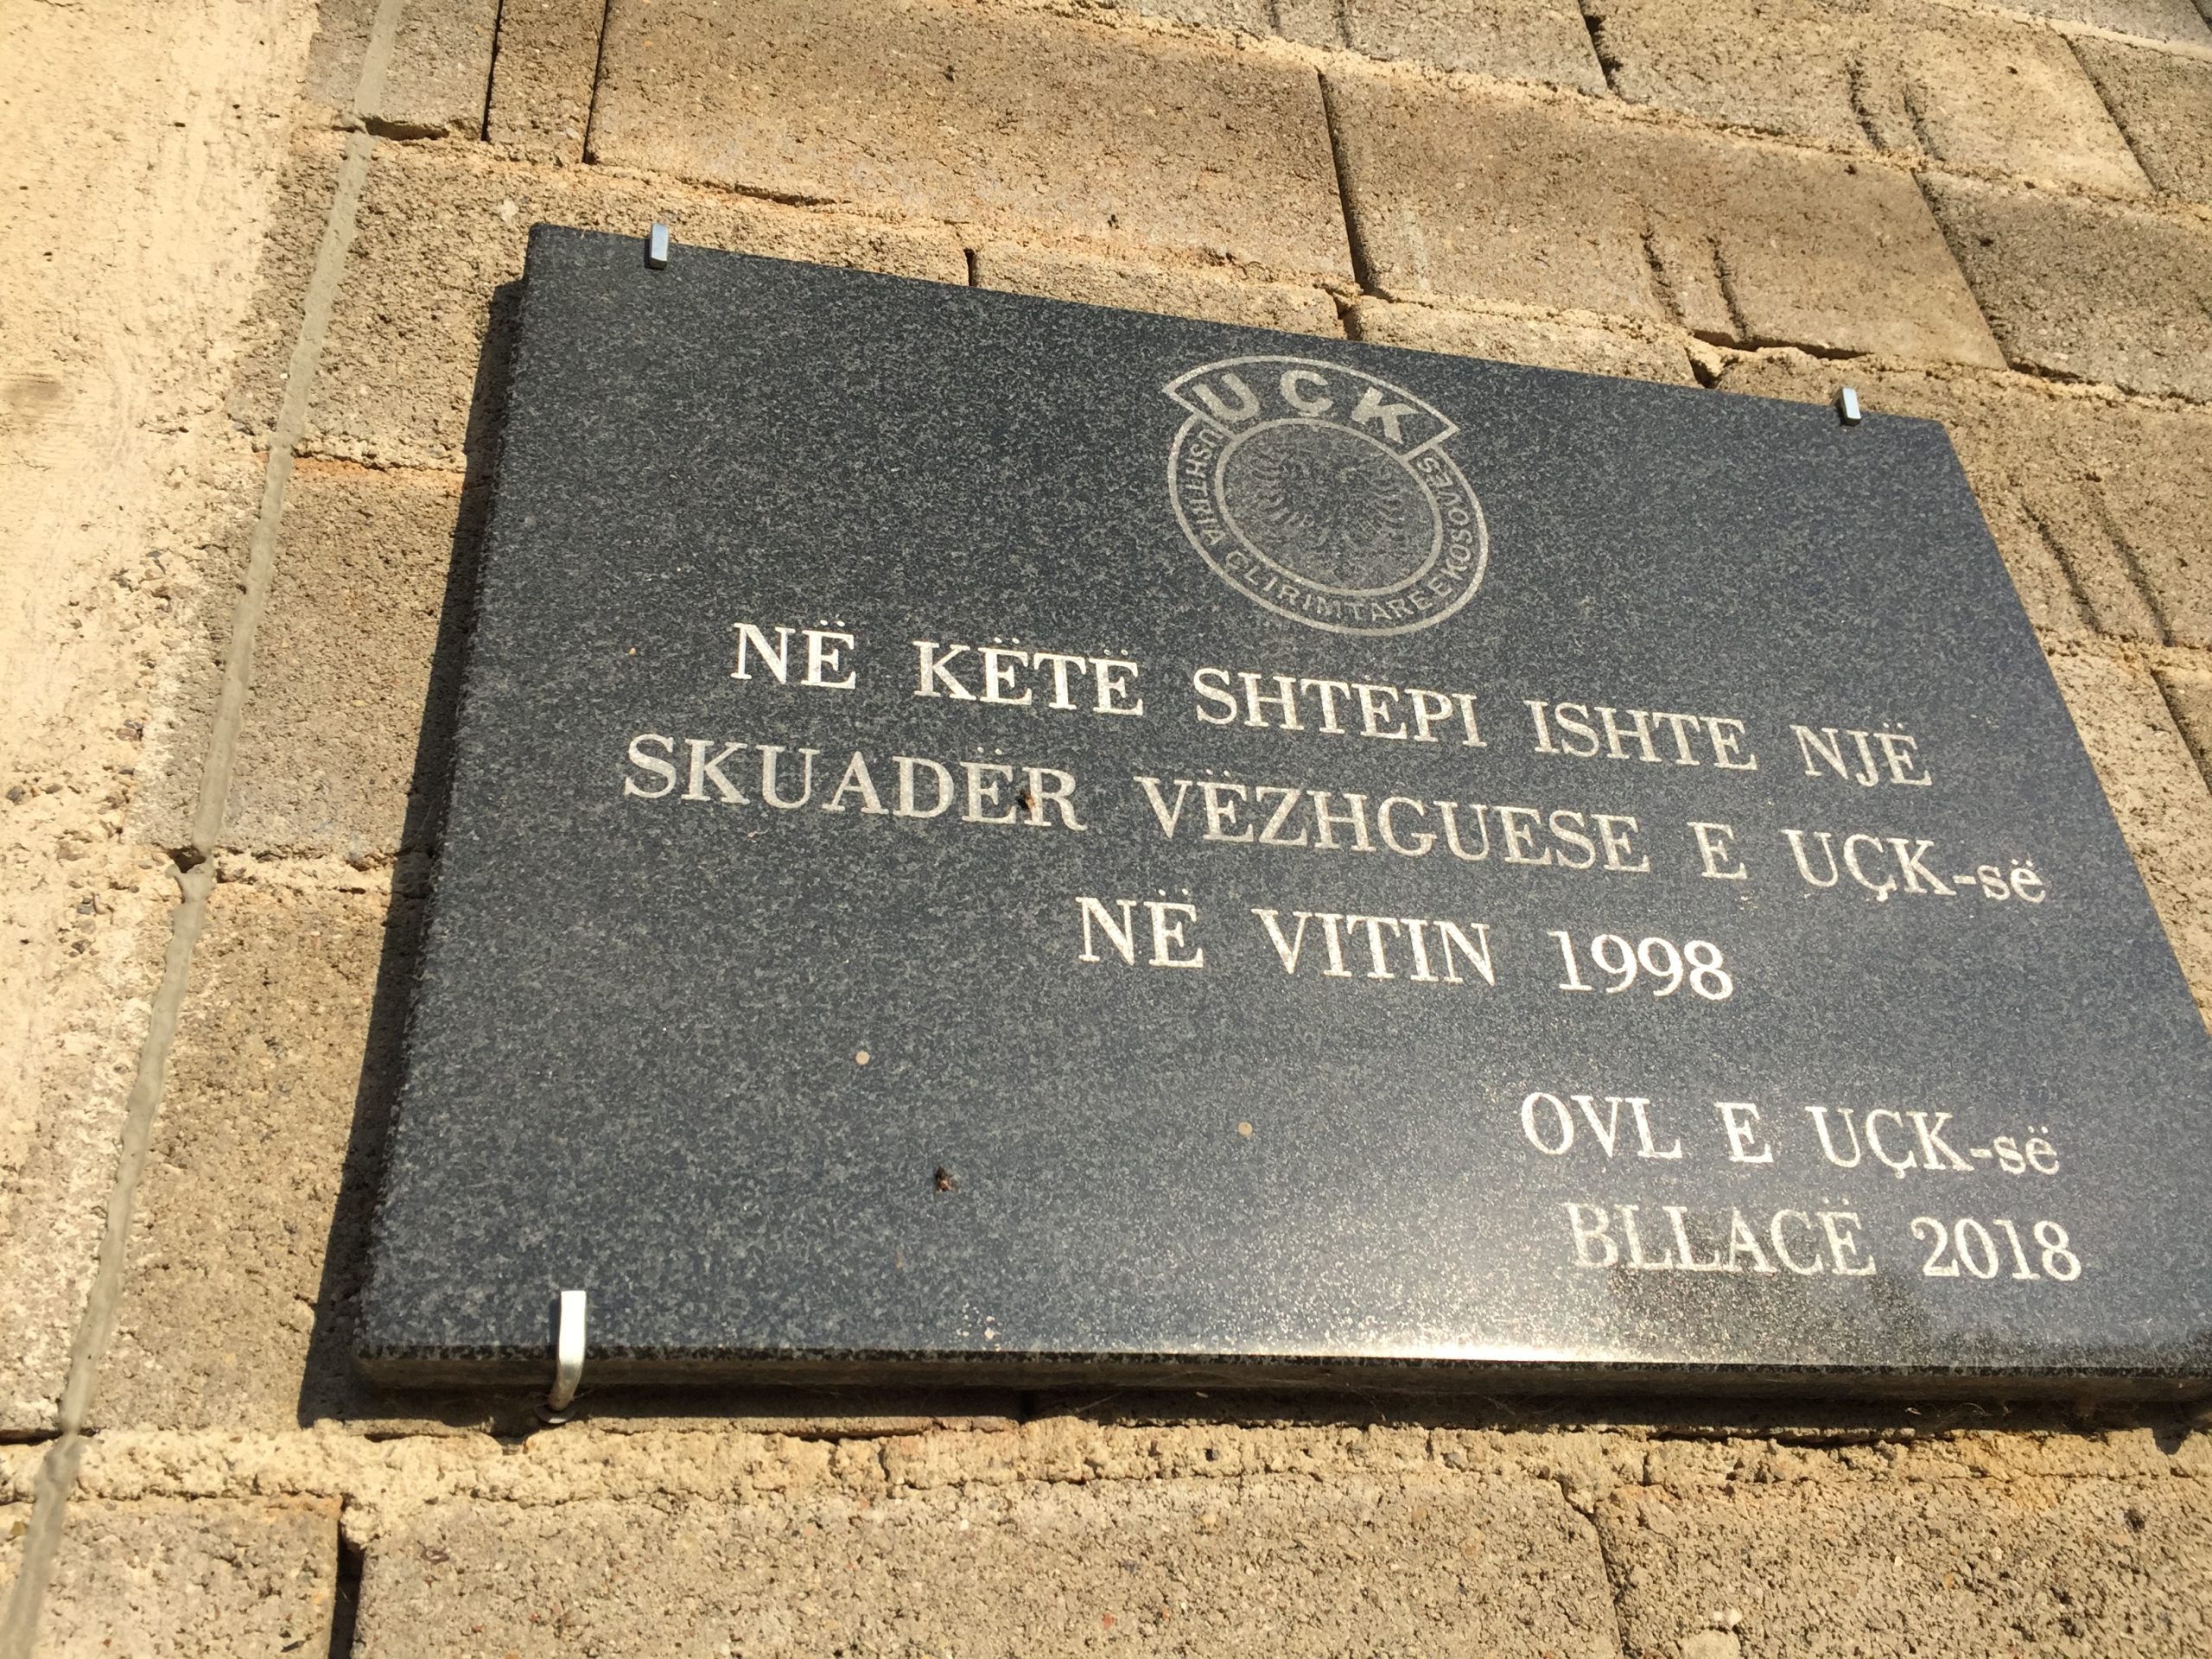 UÇK
USHTRIA ÇLIRIMTARE E KOSOVËS
NË KËTË SHTËPI ISHTE NJË
SKUADËR VËZHGUESE E UÇK-së
NË VITIN 1998
OVL E UÇK-së
BLLACË 2018